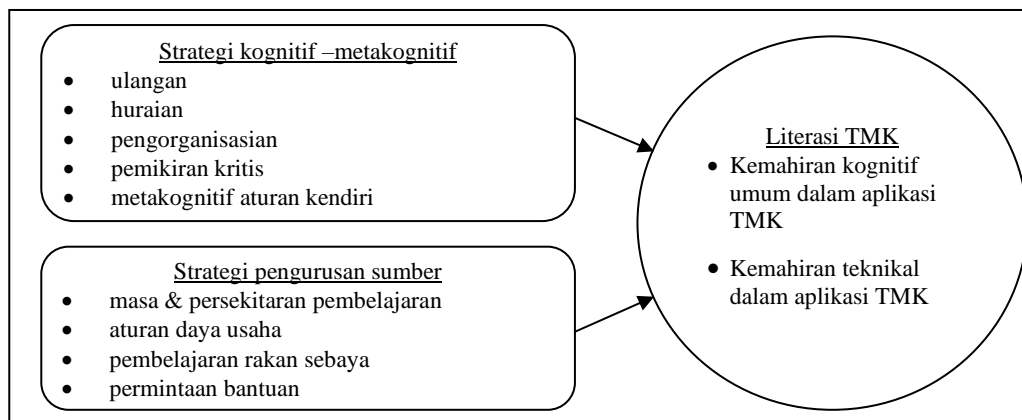 Strategi kognitif –metakognitif
• ulangan
• huraian
• pengorganisasian
• pemikiran kritis
• metakognitif aturan kendiri
Strategi pengurusan sumber
• masa & persekitaran pembelajaran
• aturan daya usaha
• pembelajaran rakan sebaya
• permintaan bantuan
Literasi TMK
• Kemahiran kognitif
umum dalam aplikasi
TMK
• Kemahiran teknikal
dalam aplikasi TMK